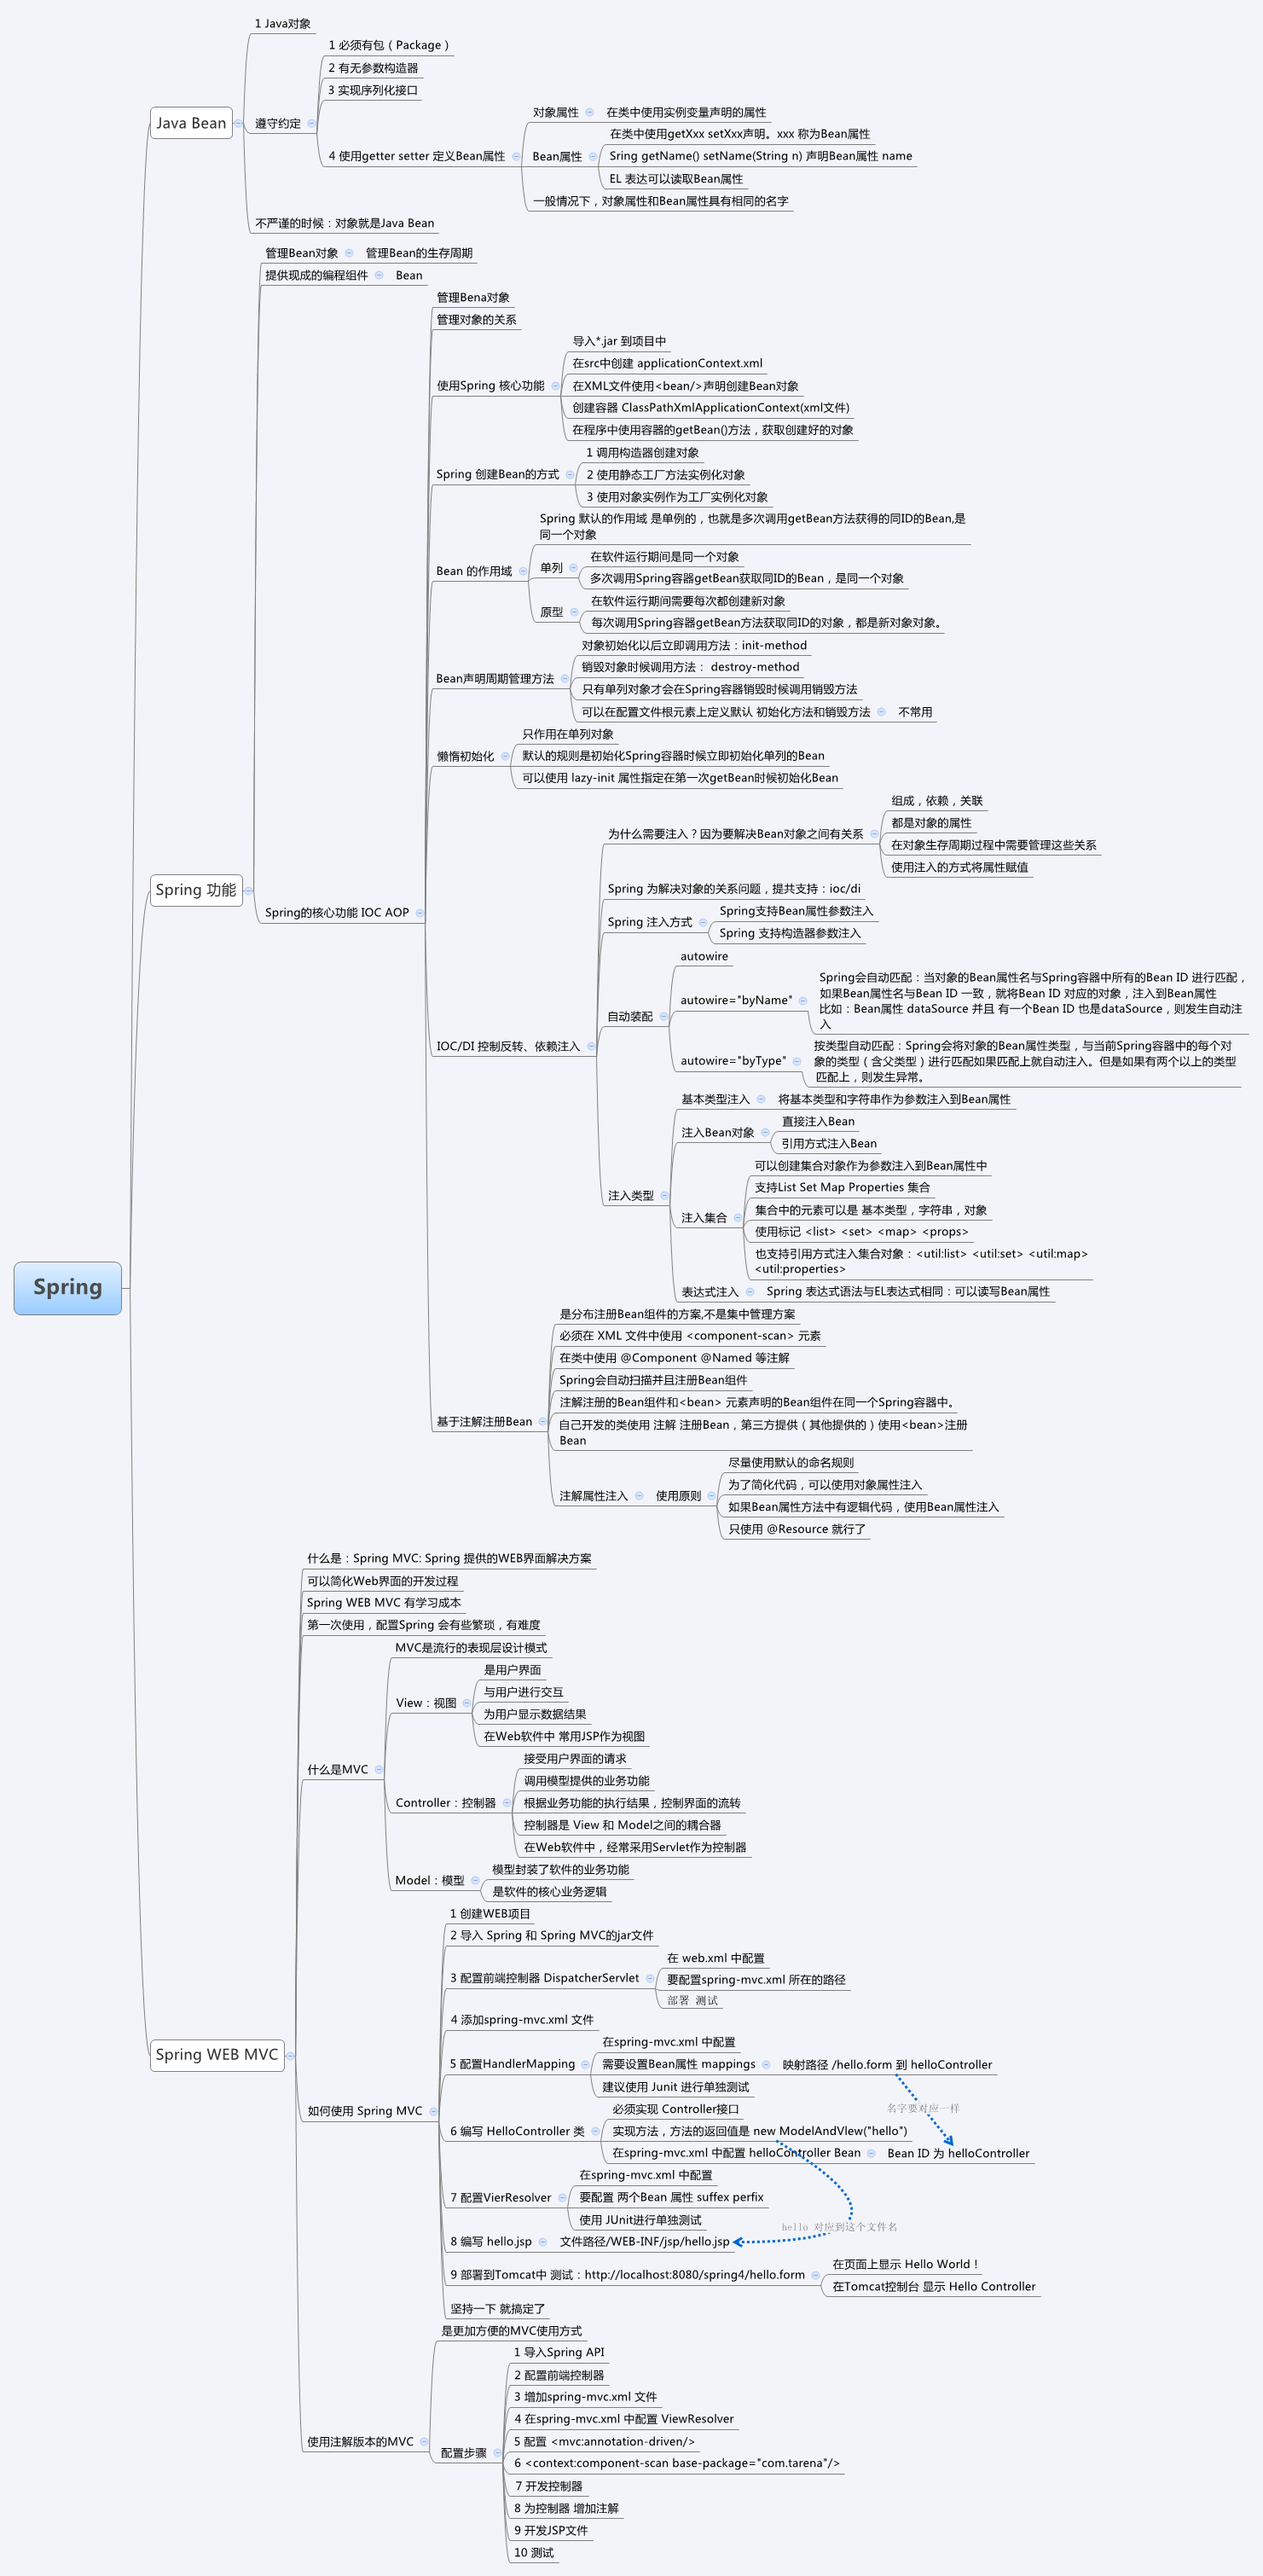 1 Java对象
1 必须有包（Package）
2 有无参数构造器
3 实现序列化接口
Java Bean
遵守约定
对象属性
在类中使用实例变量声明的属性
4 使用getter setter 定义Bean属性
Bean属性
在类中使用getXxx setXxx声明。xxx 称为Bean属性
Sring getName() setName(String n) 声明Bean属性 name
EL 表达可以读取Bean属性
一般情况下，对象属性和Bean属性具有相同的名字
不严谨的时候：对象就是Java Bean
管理Bean对象
管理Bean的生存周期
提供现成的编程组件
Bean
管理Bena对象
管理对象的关系
使用Spring 核心功能
导入*.jar 到项目中
在src中创建 applicationContext.xml
在XML文件使用<bean/>声明创建Bean对象
创建容器 ClassPathXmlApplicationContext(xml文件)
在程序中使用容器的getBean()方法，获取创建好的对象
Spring 创建Bean的方式
1 调用构造器创建对象
2 使用静态工厂方法实例化对象
3 使用对象实例作为工厂实例化对象
Bean 的作用域
Spring 默认的作用域 是单例的，也就是多次调用getBean方法获得的同ID的Bean,是
同一个对象
单列
在软件运行期间是同一个对象
多次调用Spring容器getBean获取同ID的Bean，是同一个对象
原型
在软件运行期间需要每次都创建新对象
每次调用Spring容器getBean方法获取同ID的对象，都是新对象对象。
Bean声明周期管理方法
对象初始化以后立即调用方法：init-method
销毁对象时候调用方法： destroy-method
只有单列对象才会在Spring容器销毁时候调用销毁方法
可以在配置文件根元素上定义默认 初始化方法和销毁方法
不常用
懒惰初始化
只作用在单列对象
默认的规则是初始化Spring容器时候立即初始化单列的Bean
可以使用 lazy-init 属性指定在第一次getBean时候初始化Bean
Spring 功能
Spring的核心功能 IOC AOP
IOC/DI 控制反转、依赖注入
为什么需要注入？因为要解决Bean对象之间有关系
组成，依赖，关联
都是对象的属性
在对象生存周期过程中需要管理这些关系
使用注入的方式将属性赋值
Spring 为解决对象的关系问题，提共支持：ioc/di
Spring 注入方式
Spring支持Bean属性参数注入
Spring 支持构造器参数注入
自动装配
autowire
autowire="byName"
Spring会自动匹配：当对象的Bean属性名与Spring容器中所有的Bean ID 进行匹配，
如果Bean属性名与Bean ID 一致，就将Bean ID 对应的对象，注入到Bean属性
比如：Bean属性 dataSource 并且 有一个Bean ID 也是dataSource，则发生自动注
入
autowire="byType"
按类型自动匹配：Spring会将对象的Bean属性类型，与当前Spring容器中的每个对
象的类型（含父类型）进行匹配如果匹配上就自动注入。但是如果有两个以上的类型
匹配上，则发生异常。
注入类型
基本类型注入
将基本类型和字符串作为参数注入到Bean属性
注入Bean对象
直接注入Bean
引用方式注入Bean
注入集合
可以创建集合对象作为参数注入到Bean属性中
支持List Set Map Properties 集合
集合中的元素可以是 基本类型，字符串，对象
使用标记 <list> <set> <map> <props>
也支持引用方式注入集合对象：<util:list> <util:set> <util:map>
<util:properties>
表达式注入
Spring 表达式语法与EL表达式相同：可以读写Bean属性
Spring
基于注解注册Bean
是分布注册Bean组件的方案,不是集中管理方案
必须在 XML 文件中使用 <component-scan> 元素
在类中使用 @Component @Named 等注解
Spring会自动扫描并且注册Bean组件
注解注册的Bean组件和<bean> 元素声明的Bean组件在同一个Spring容器中。
自己开发的类使用 注解 注册Bean，第三方提供（其他提供的）使用<bean>注册
Bean
注解属性注入
使用原则
尽量使用默认的命名规则
为了简化代码，可以使用对象属性注入
如果Bean属性方法中有逻辑代码，使用Bean属性注入
只使用 @Resource 就行了
什么是：Spring MVC: Spring 提供的WEB界面解决方案
可以简化Web界面的开发过程
Spring WEB MVC 有学习成本
第一次使用，配置Spring 会有些繁琐，有难度
什么是MVC
MVC是流行的表现层设计模式
View：视图
是用户界面
与用户进行交互
为用户显示数据结果
在Web软件中 常用JSP作为视图
Controller：控制器
接受用户界面的请求
调用模型提供的业务功能
根据业务功能的执行结果，控制界面的流转
控制器是 View 和 Model之间的耦合器
在Web软件中，经常采用Servlet作为控制器
Model：模型
模型封装了软件的业务功能
是软件的核心业务逻辑
Spring WEB MVC
如何使用 Spring MVC
1 创建WEB项目
2 导入 Spring 和 Spring MVC的jar文件
3 配置前端控制器 DispatcherServlet
在 web.xml 中配置
要配置spring-mvc.xml 所在的路径
部署 测试
4 添加spring-mvc.xml 文件
5 配置HandlerMapping
在spring-mvc.xml 中配置
需要设置Bean属性 mappings
映射路径 /hello.form 到 helloController
建议使用 Junit 进行单独测试
名字要对应一样
6 编写 HelloController 类
必须实现 Controller接口
实现方法，方法的返回值是 new ModelAndVIew("hello")
在spring-mvc.xml 中配置 helloController Bean
Bean ID 为 helloController
7 配置VierResolver
在spring-mvc.xml 中配置
要配置 两个Bean 属性 suffex perfix
使用 JUnit进行单独测试
hello 对应到这个文件名
8 编写 hello.jsp
文件路径/WEB-INF/jsp/hello.jsp
9 部署到Tomcat中 测试：http://localhost:8080/spring4/hello.form
在页面上显示 Hello World！
在Tomcat控制台 显示 Hello Controller
坚持一下 就搞定了
使用注解版本的MVC
是更加方便的MVC使用方式
配置步骤
1 导入Spring API
2 配置前端控制器
3 增加spring-mvc.xml 文件
4 在spring-mvc.xml 中配置 ViewResolver
5 配置 <mvc:annotation-driven/>
6 <context:component-scan base-package="com.tarena"/>
7 开发控制器
8 为控制器 增加注解
9 开发JSP文件
10 测试